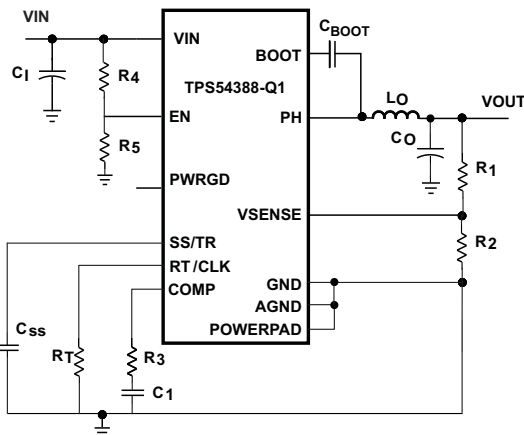 VIN
VIN
CBOOT
BOOT
CI
R4
TPS54388-Q1
LO
VOUT
EN
PH
CO
R5
R1
PWRGD
VSENSE
R2
SS/TR
RT/CLK
GND
COMP
AGND
Css
POWERPAD
RT
R3
C1